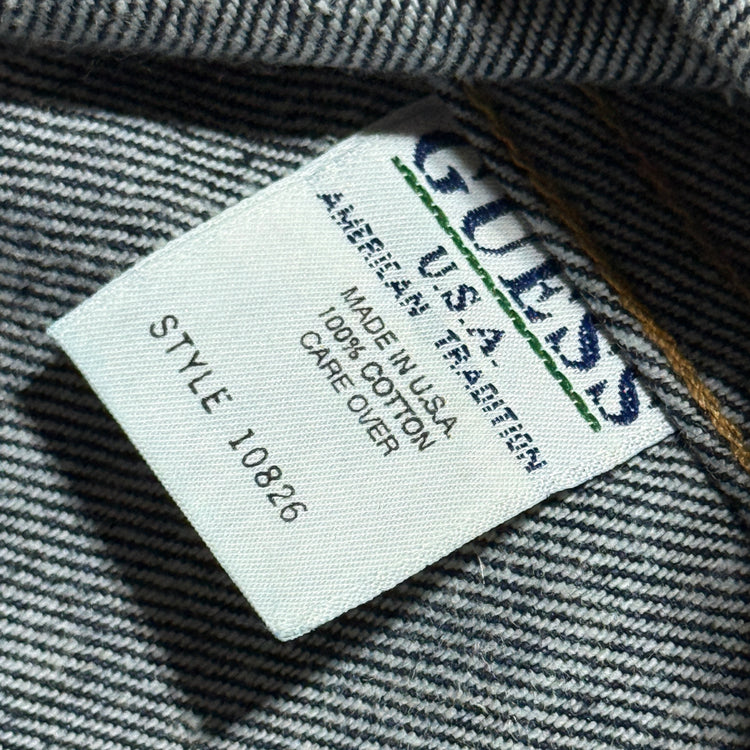 GUESS
U.S.A.
AMERICAN TRADITION
MADE IN U.S.A.
100% COTTON
CARE OVER
STYLE 10826